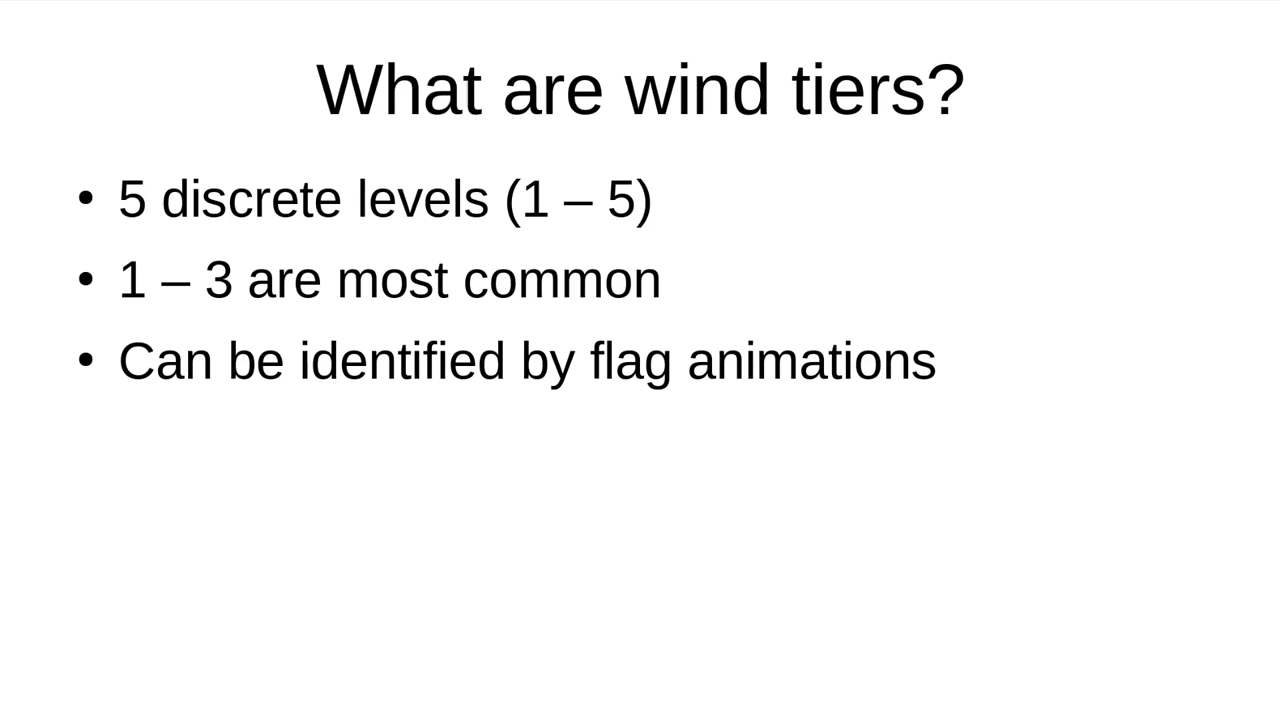 What are wind tiers?
• 5 discrete levels (1 – 5)
• 1 – 3 are most common
• Can be identified by flag animations